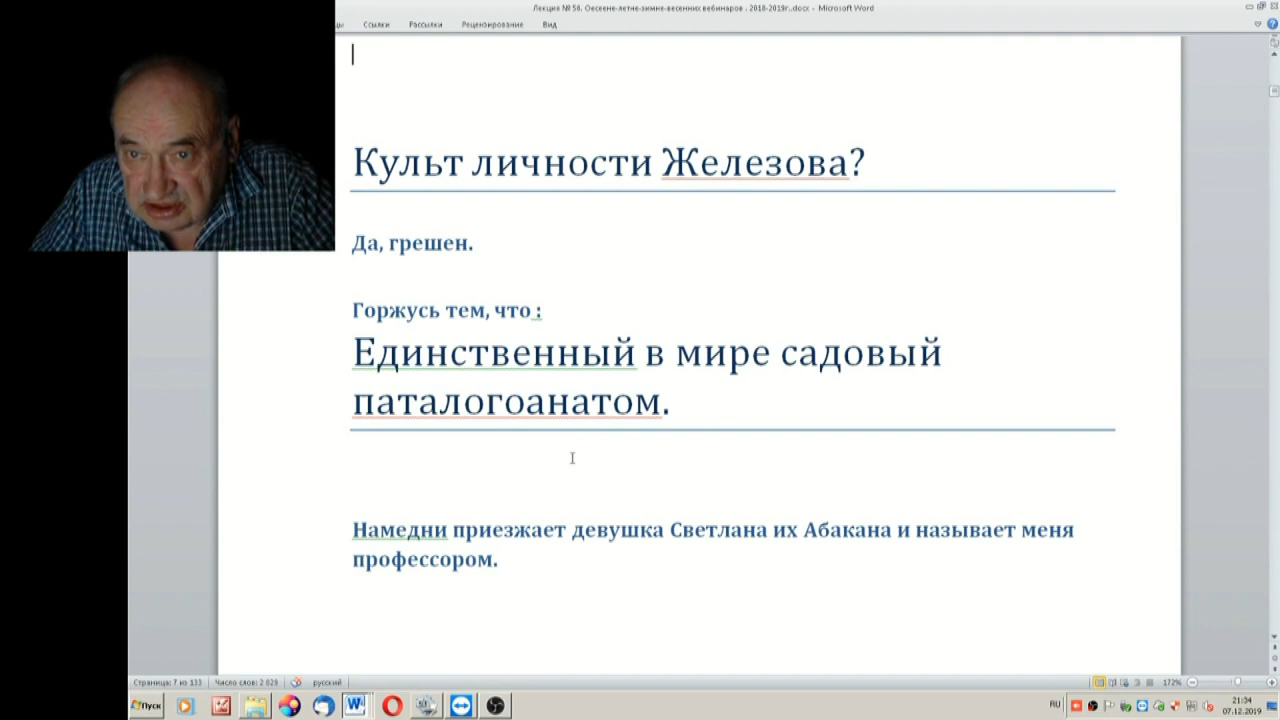 Лекция № 58. Оесеене-летне-зимне-весенних вебинаров . 2018-2019г..docx - Microsoft Word
Ссылки Рассылки Рецензирование Вид
Культ личности Железова?
Да, грешен.
Горжусь тем, что :
Единственный в мире садовый
паталогоанатом.
Намедни приезжает девушка Светлана их Абакана и называет меня
профессором.
Страница: 7 из 133 Число слов: 2 029 русский 172%
Пуск RU 21:34
07.12.2019